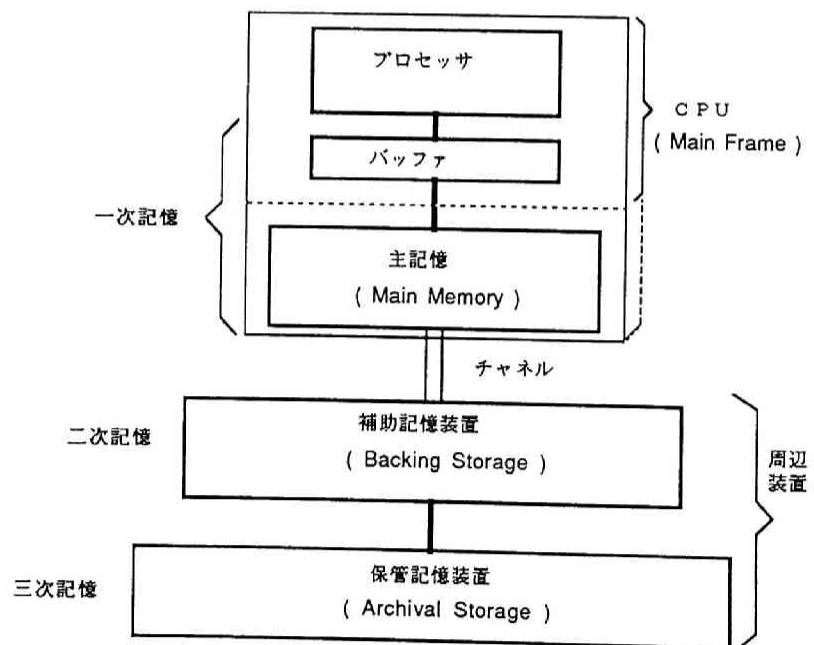 プロセッサ
CPU
( Main Frame )
バッファ
一次記憶
主記憶
( Main Memory )
チャネル
二次記憶
補助記憶装置
( Backing Storage )
周辺
装置
三次記憶
保管記憶装置
( Archival Storage )